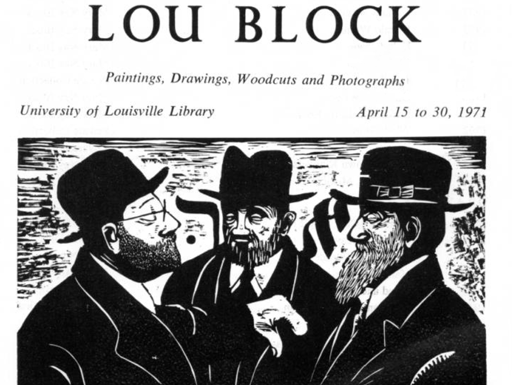 LOU BLOCK
Paintings, Drawings, Woodcuts and Photographs
University of Louisville Library
April 15 to 30, 1971